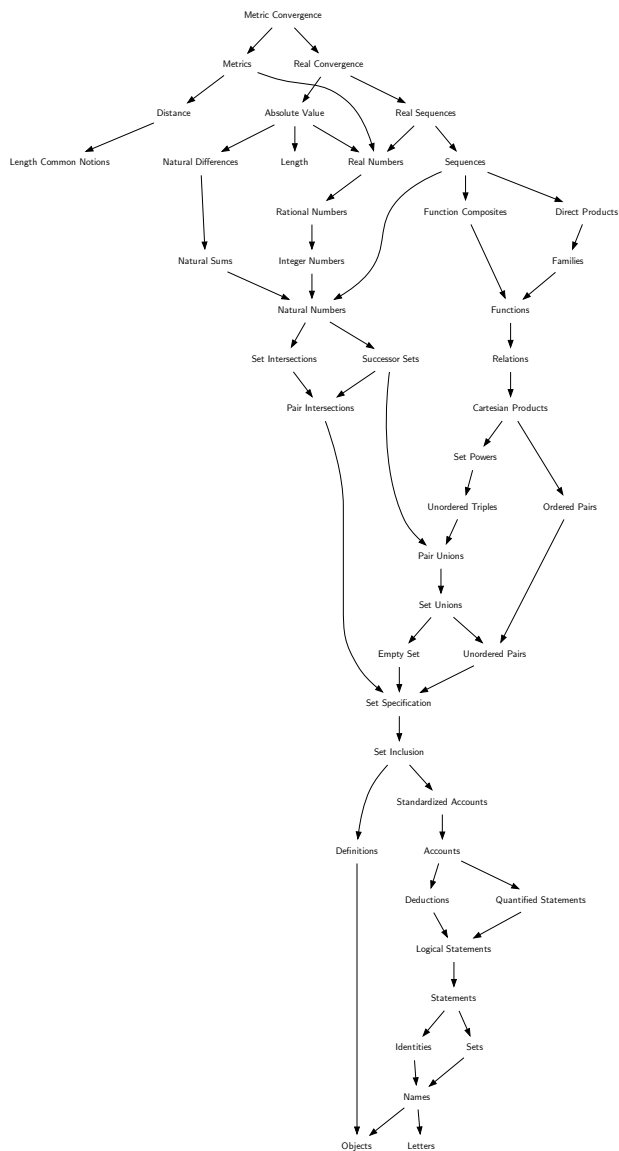 Metric Convergence
Metrics
Real Convergence
Distance
Absolute Value
Real Sequences
Length Common Notions
Natural Differences
Length
Real Numbers
Sequences
Rational Numbers
Function Composites
Direct Products
Natural Sums
Integer Numbers
Families
Natural Numbers
Functions
Set Intersections
Successor Sets
Relations
Pair Intersections
Cartesian Products
Set Powers
Unordered Triples
Ordered Pairs
Pair Unions
Set Unions
Empty Set
Unordered Pairs
Set Specification
Set Inclusion
Standardized Accounts
Definitions
Accounts
Deductions
Quantified Statements
Logical Statements
Statements
Identities
Sets
Names
Objects
Letters